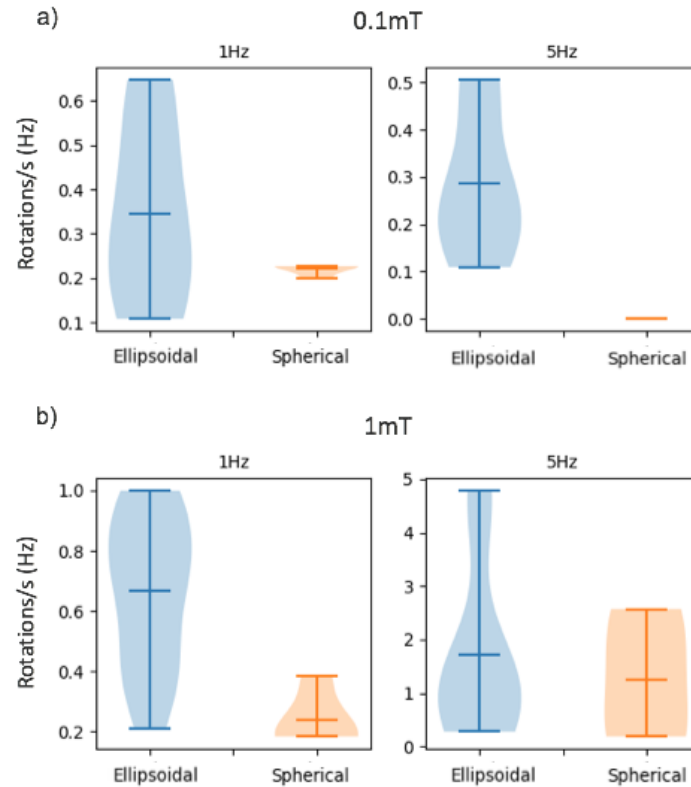 a)
0.1mT
1Hz
5Hz
Rotations/s (Hz)
0.6
0.5
0.4
0.3
0.2
0.1
0.5
0.4
0.3
0.2
0.1
0.0
Ellipsoidal
Spherical
Ellipsoidal
Spherical
b)
1mT
1Hz
5Hz
Rotations/s (Hz)
1.0
0.8
0.6
0.4
0.2
5
4
3
2
1
0
Ellipsoidal
Spherical
Ellipsoidal
Spherical